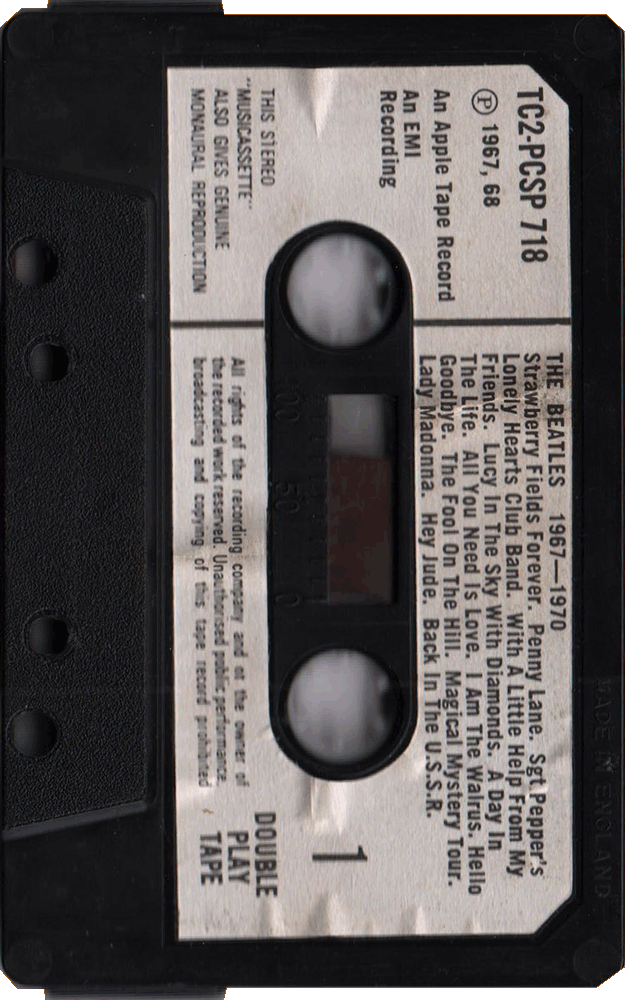 TC2-PCSP 718
Ⓟ 1967, 68
An Apple Tape Record
An EMI
Recording
THIS STEREO
"MUSICASSETTE"
ALSO GIVES GENUINE
MONAURAL REPRODUCTION
THE BEATLES 1967—1970
Strawberry Fields Forever. Penny Lane. Sgt Pepper's
Lonely Hearts Club Band. With A Little Help From My
Friends. Lucy In The Sky With Diamonds. A Day In
The Life. All You Need Is Love. I Am The Walrus. Hello
Goodbye. The Fool On The Hill. Magical Mystery Tour.
Lady Madonna. Hey Jude. Back In The U.S.S.R.
100 50 0
All rights of the recording company and ot the owner of
the recorded work reserved. Unauthorised public performance.
broadcasting and copying of this tape record prohibited
1
DOUBLE
PLAY
TAPE
MADE IN ENGLAND